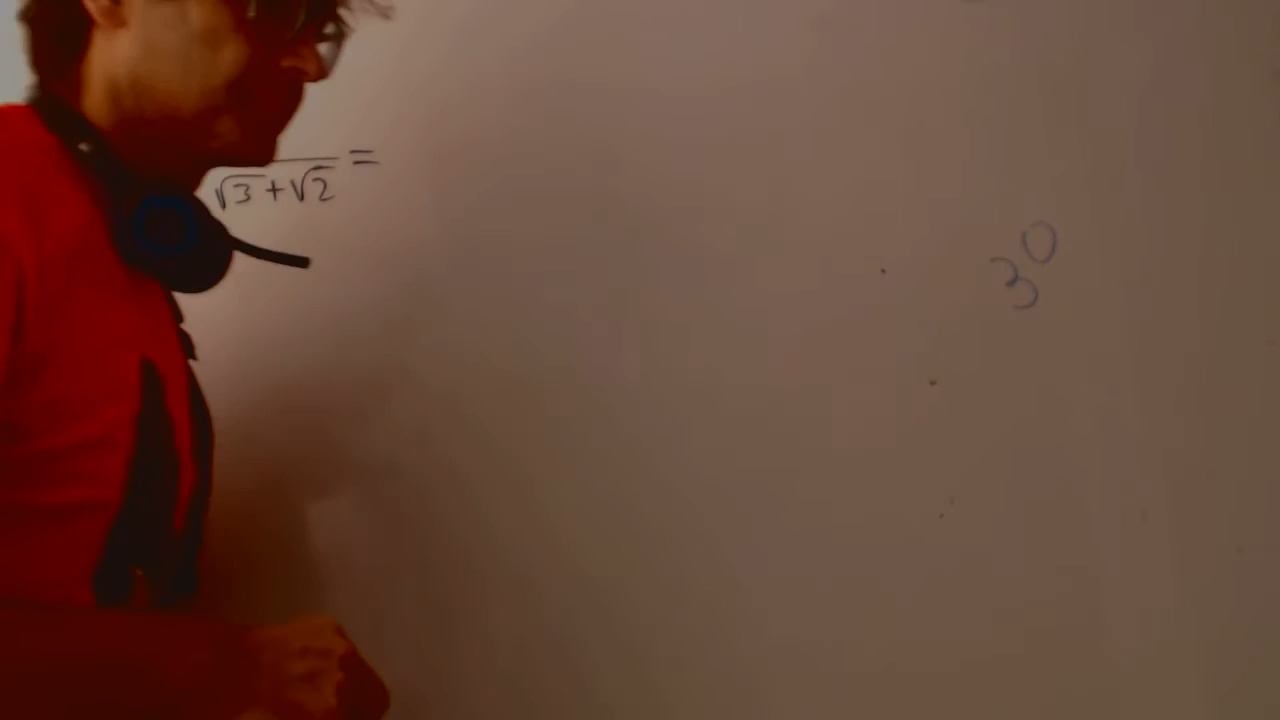 √3+√2 =
3⁰